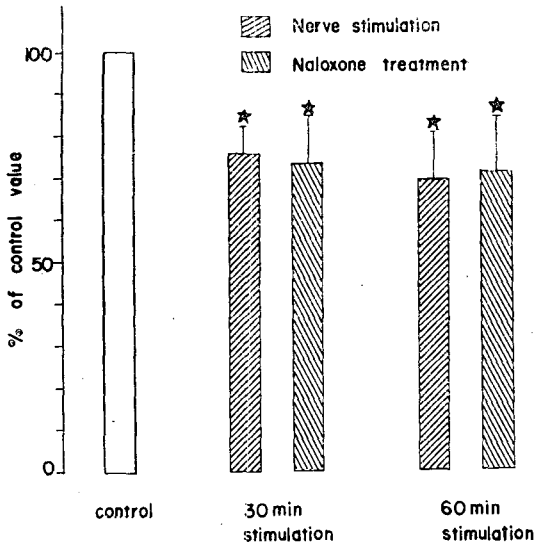 Nerve stimulation
Naloxone treatment
% of control value
100
50
0
control
30 min
stimulation
60 min
stimulation